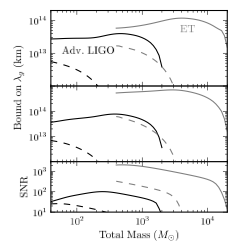 Bound on λ_g (km)
10^14
10^13
Adv. LIGO
ET
10^14
10^13
SNR
10^3
10^2
10^1
10^2
10^3
10^4
Total Mass (M_⊙)